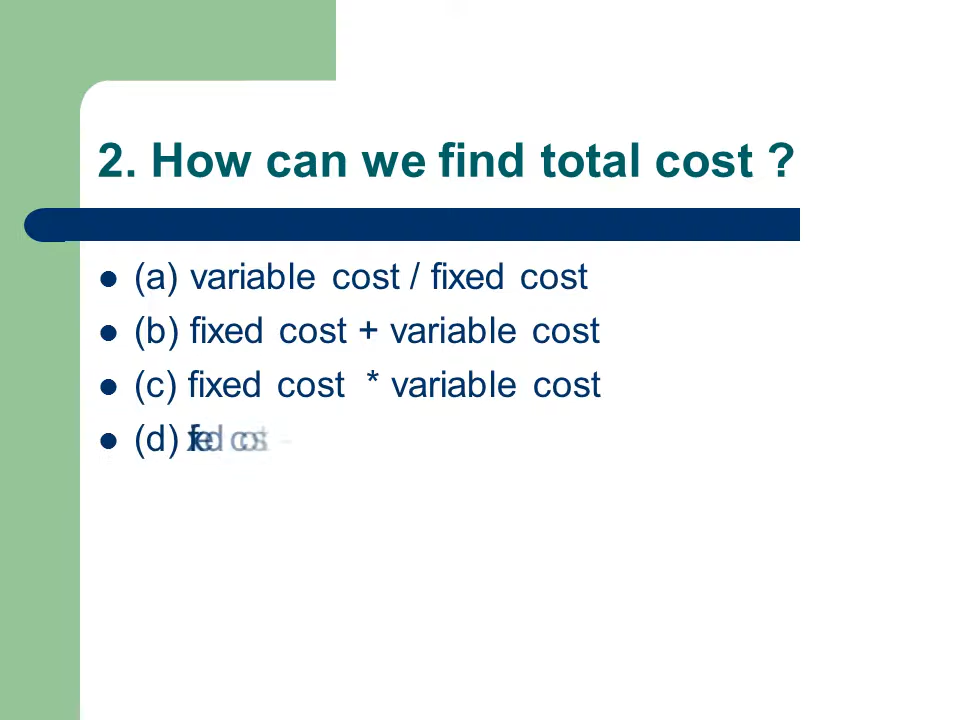 2. How can we find total cost ?
(a) variable cost / fixed cost
(b) fixed cost + variable cost
(c) fixed cost * variable cost
(d)